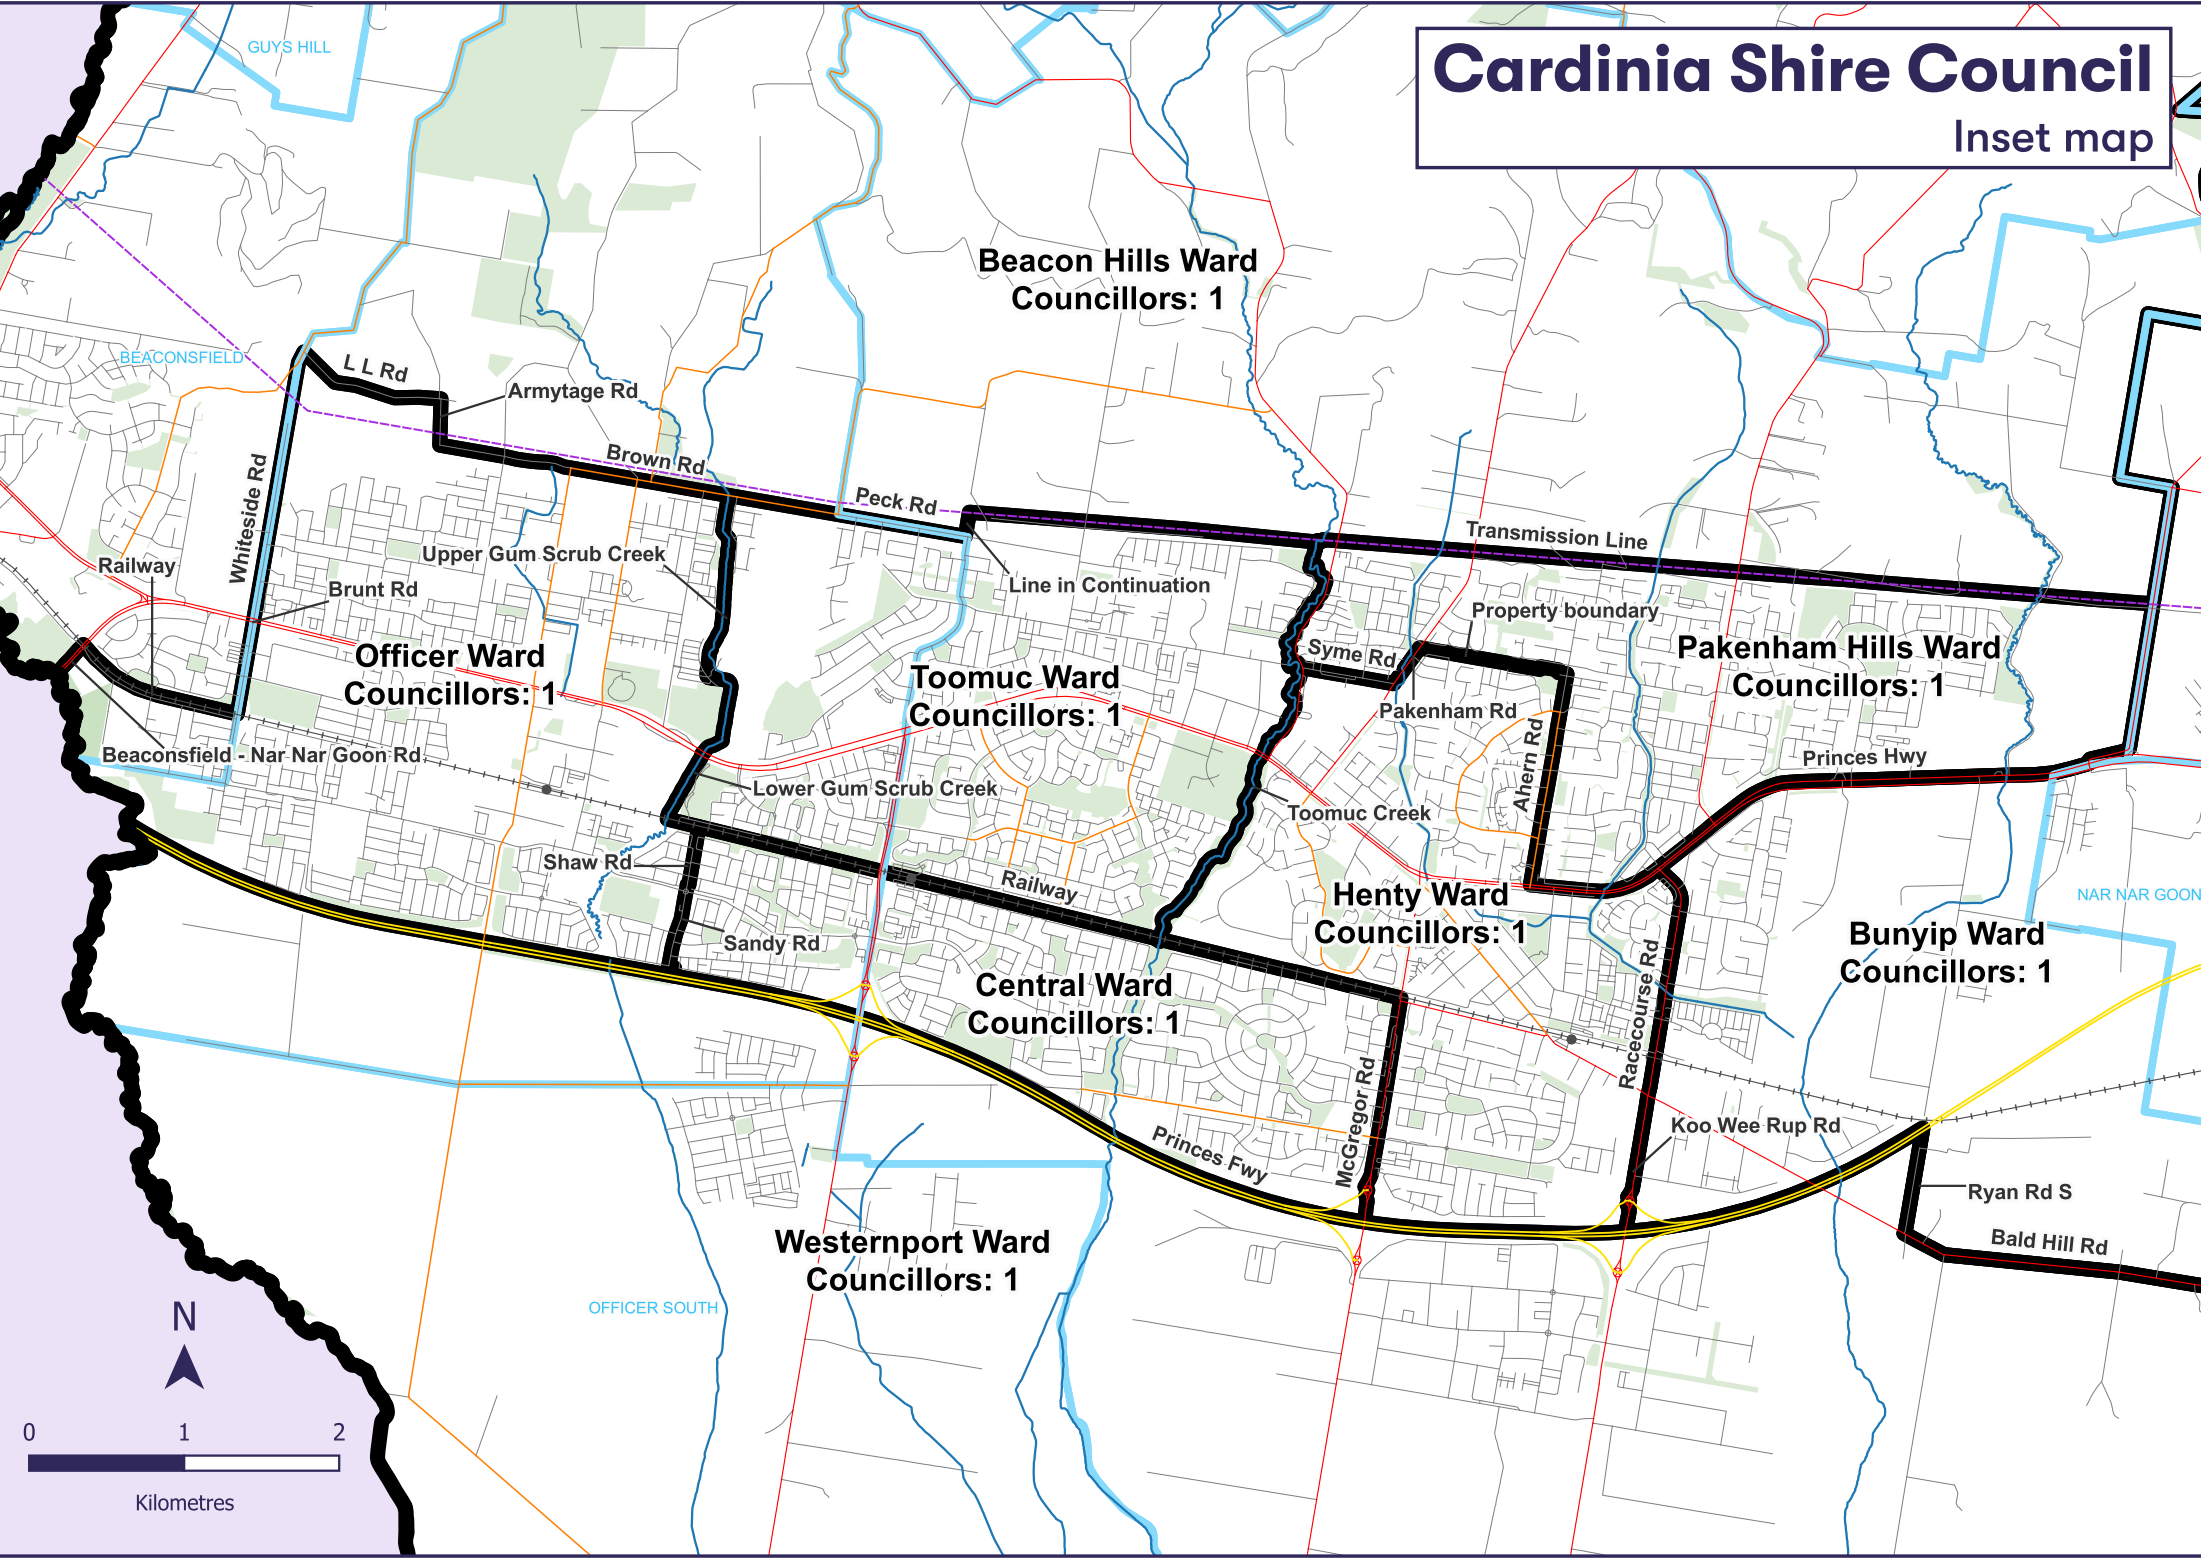 Cardinia Shire Council
Inset map
GUYS HILL
Beacon Hills Ward
Councillors: 1
BEACONSFIELD
L L Rd
Armytage Rd
Brown Rd
Peck Rd
Whiteside Rd
Transmission Line
Upper Gum Scrub Creek
Railway
Brunt Rd
Line in Continuation
Property boundary
Officer Ward
Councillors: 1
Toomuc Ward
Councillors: 1
Syme Rd
Pakenham Hills Ward
Councillors: 1
Pakenham Rd
Ahern Rd
Beaconsfield - Nar Nar Goon Rd
Princes Hwy
Lower Gum Scrub Creek
Toomuc Creek
Shaw Rd
Railway
Henty Ward
Councillors: 1
NAR NAR GOON
Sandy Rd
Bunyip Ward
Councillors: 1
Central Ward
Councillors: 1
Racecourse Rd
McGregor Rd
Koo Wee Rup Rd
Princes Fwy
Ryan Rd S
Bald Hill Rd
Westernport Ward
Councillors: 1
OFFICER SOUTH
N
0 1 2
Kilometres